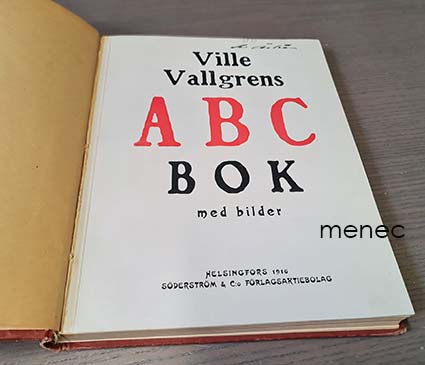 Ville
Vallgrens
ABC
BOK
med bilder
menec
HELSINGFORS 1916
SÖDERSTRÖM & C:o FÖRLAGSAKTIEBOLAG